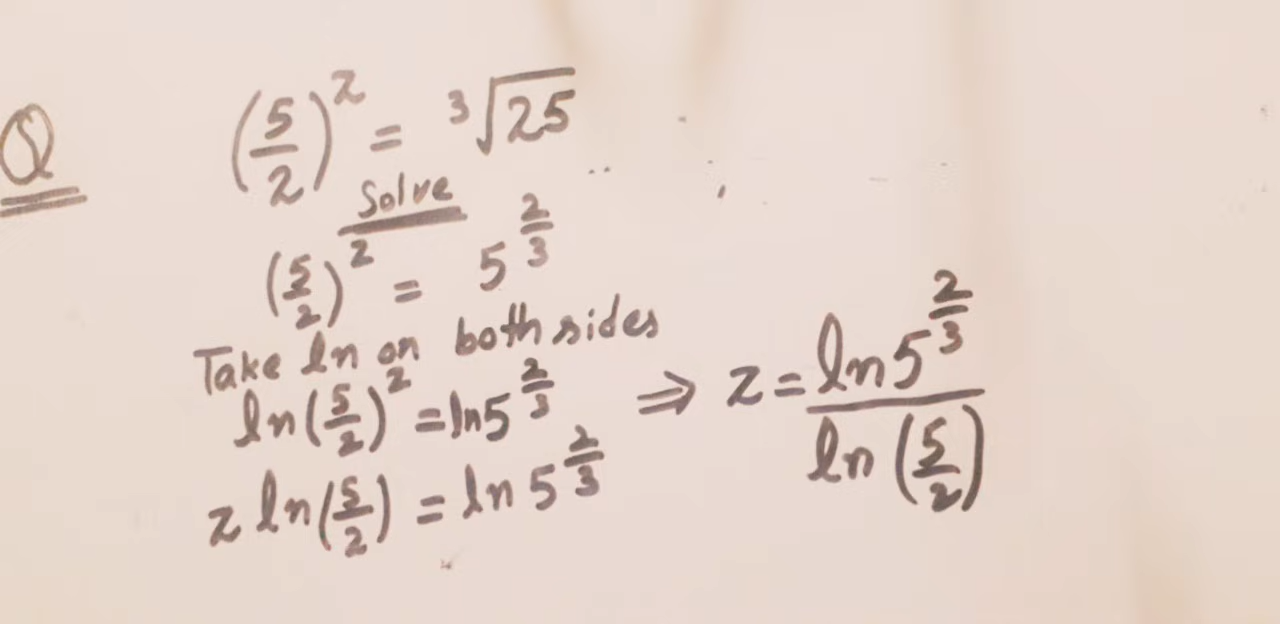 Q (5/2)^z = ³√25
Solve
(5/2)^z = 5^(2/3)
Take ln on both sides
ln(5/2)^z = ln5^(2/3) ⇒ z = ln5^(2/3) / ln(5/2)
z ln(5/2) = ln 5^(2/3)